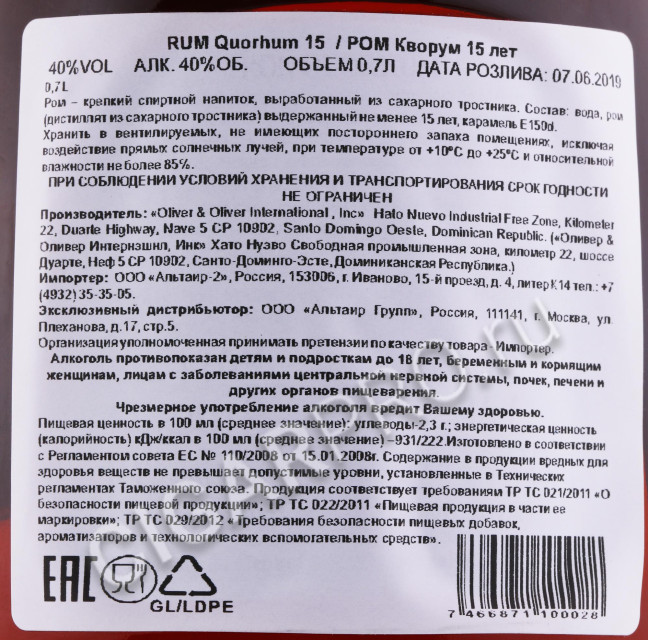 RUM Quorhum 15 / РОМ Кворум 15 лет
40%VOL АЛК. 40%ОБ. ОБЪЕМ 0,7Л ДАТА РОЗЛИВА: 07.06.2019
0,7L
Ром – крепкий спиртной напиток, выработанный из сахарного тростника. Состав: вода, ром
(дистиллят из сахарного тростника) выдержанный не менее 15 лет, карамель E150d.
Хранить в вентилируемых, не имеющих постороннего запаха помещениях, исключая
воздействие прямых солнечных лучей, при температуре от +10°С до +25°С и относительной
влажности не более 85%.
ПРИ СОБЛЮДЕНИИ УСЛОВИЙ ХРАНЕНИЯ И ТРАНСПОРТИРОВАНИЯ СРОК ГОДНОСТИ
НЕ ОГРАНИЧЕН
Производитель: «Oliver & Oliver International , Inc» Hato Nuevo Industrial Free Zone, Kilometer
22, Duarte Highway, Nave 5 CP 10902, Santo Domingo Oeste, Dominican Republic. («Оливер &
Оливер Интернэшнл, Инк» Хато Нуэво Свободная промышленная зона, километр 22, шоссе
Дуарте, Неф 5 CP 10902, Санто-Доминго-Эсте, Доминиканская Республика.)
Импортер: ООО «Альтаир-2», Россия, 153006, г. Иваново, 15-й проезд, д. 4, литер К14 тел.: +7
(4932) 35-35-05.
Эксклюзивный дистрибьютор: ООО «Альтаир Групп», Россия, 111141, г. Москва, ул.
Плеханова, д.17, стр.5.
Организация уполномоченная принимать претензии по качеству товара - Импортер.
Алкоголь противопоказан детям и подросткам до 18 лет, беременным и кормящим
женщинам, лицам с заболеваниями центральной нервной системы, почек, печени и
других органов пищеварения.
Чрезмерное употребление алкоголя вредит Вашему здоровью.
Пищевая ценность в 100 мл (среднее значение): углеводы-2,3 г.; энергетическая ценность
(калорийность) кДж/ккал в 100 мл (среднее значение) –931/222.Изготовлено в соответствии
с Регламентом совета ЕС № 110/2008 от 15.01.2008г. Содержание в продукции вредных для
здоровья веществ не превышает допустимые уровни, установленные в Технических
регламентах Таможенного союза. Продукция соответствует требованиям ТР ТС 021/2011 «О
безопасности пищевой продукции»; ТР ТС 022/2011 «Пищевая продукция в части ее
маркировки»; ТР ТС 029/2012 «Требования безопасности пищевых добавок,
ароматизаторов и технологических вспомогательных средств».
EAC
GL/LDPE
7 466871 100028
CIGARPRO.ru